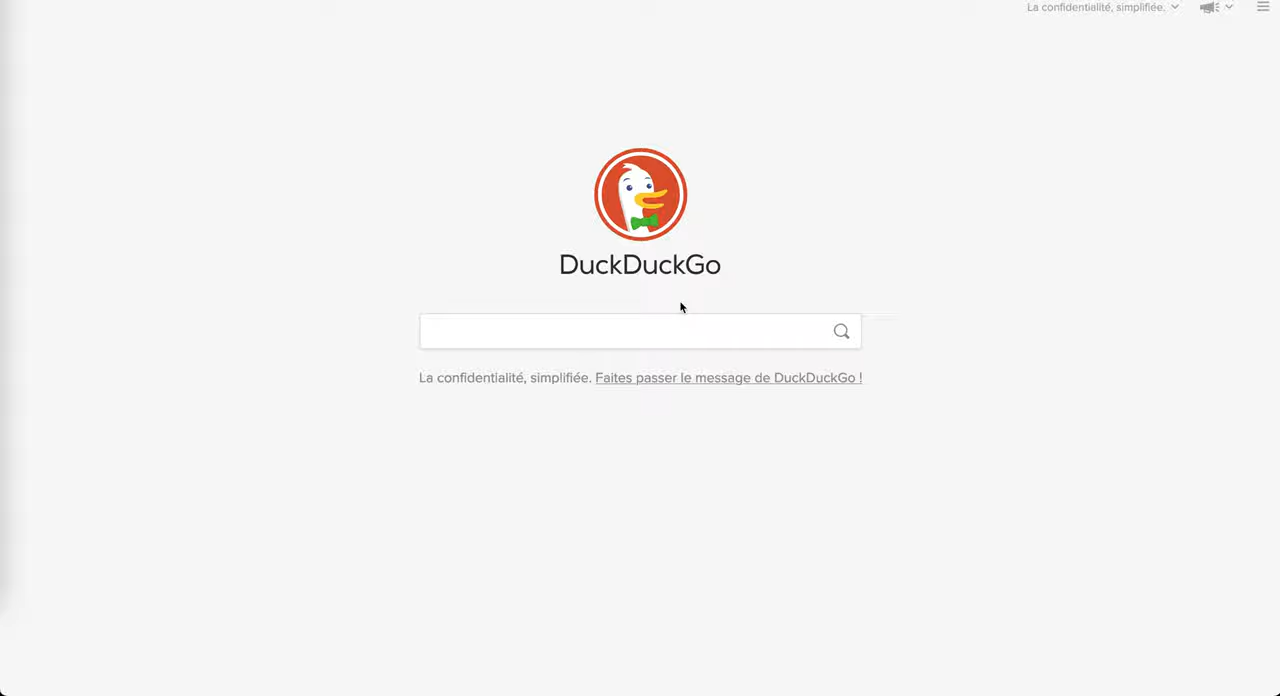 La confidentialité, simplifiée.
DuckDuckGo
La confidentialité, simplifiée. Faites passer le message de DuckDuckGo !